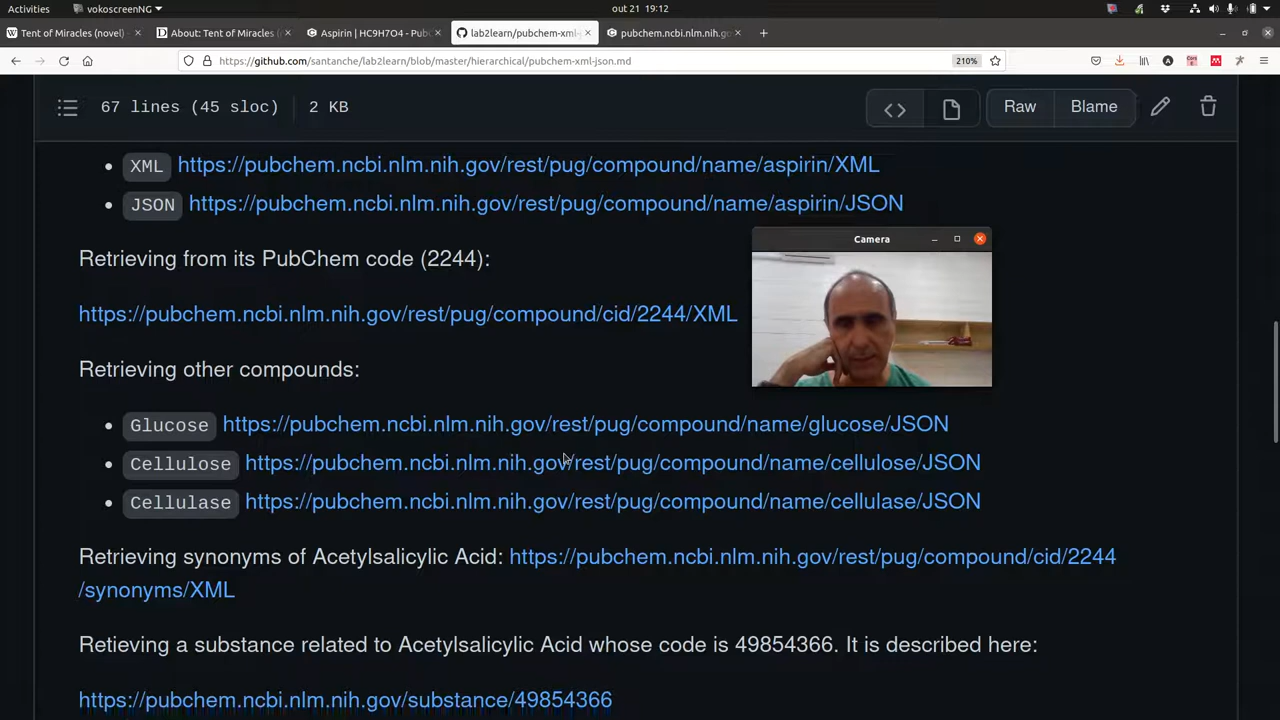 Activities
vokoscreenNG
out 21 19:12
Tent of Miracles (novel) -
About: Tent of Miracles (
Aspirin | HC9H7O4 - PubC
lab2learn/pubchem-xml-j
pubchem.ncbi.nlm.nih.go
https://github.com/santanche/lab2learn/blob/master/hierarchical/pubchem-xml-json.md
210%
67 lines (45 sloc)
2 KB
Raw
Blame
XML https://pubchem.ncbi.nlm.nih.gov/rest/pug/compound/name/aspirin/XML
JSON https://pubchem.ncbi.nlm.nih.gov/rest/pug/compound/name/aspirin/JSON
Camera
Retrieving from its PubChem code (2244):
https://pubchem.ncbi.nlm.nih.gov/rest/pug/compound/cid/2244/XML
Retrieving other compounds:
Glucose https://pubchem.ncbi.nlm.nih.gov/rest/pug/compound/name/glucose/JSON
Cellulose https://pubchem.ncbi.nlm.nih.gov/rest/pug/compound/name/cellulose/JSON
Cellulase https://pubchem.ncbi.nlm.nih.gov/rest/pug/compound/name/cellulase/JSON
Retrieving synonyms of Acetylsalicylic Acid: https://pubchem.ncbi.nlm.nih.gov/rest/pug/compound/cid/2244
/synonyms/XML
Retieving a substance related to Acetylsalicylic Acid whose code is 49854366. It is described here:
https://pubchem.ncbi.nlm.nih.gov/substance/49854366